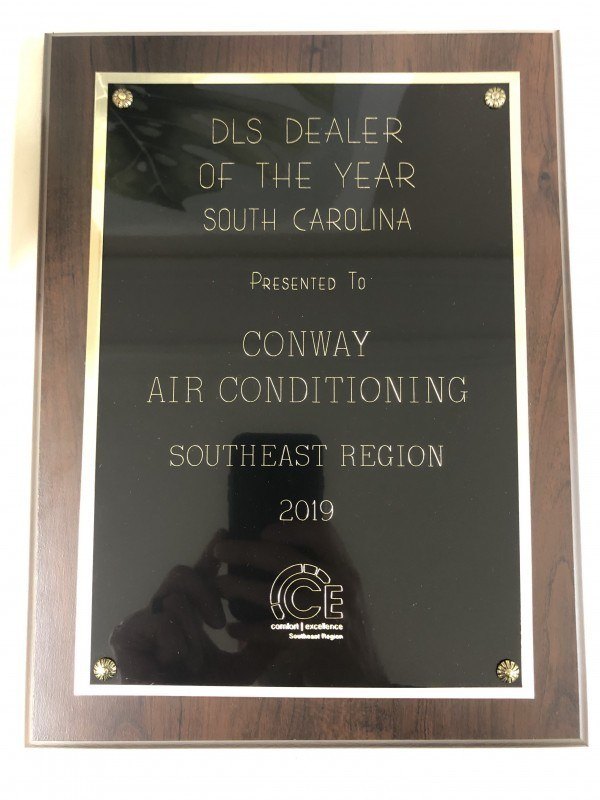 DLS DEALER
OF THE YEAR
SOUTH CAROLINA
PRESENTED TO
CONWAY
AIR CONDITIONING
SOUTHEAST REGION
2019
CE
comfort | excellence
Southeast Region